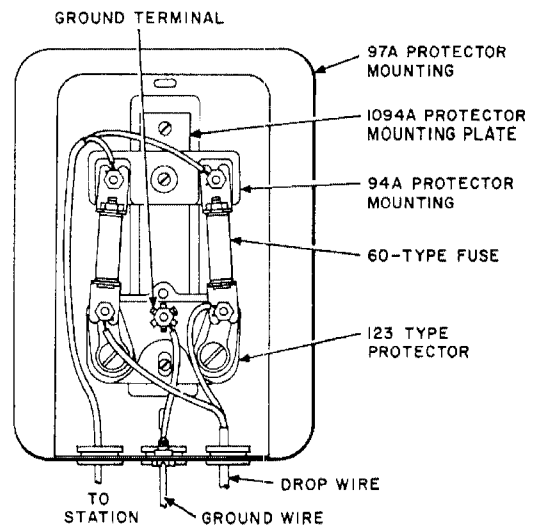 GROUND TERMINAL
97A PROTECTOR
MOUNTING
1094A PROTECTOR
MOUNTING PLATE
94A PROTECTOR
MOUNTING
60-TYPE FUSE
123 TYPE
PROTECTOR
DROP WIRE
TO
STATION
GROUND WIRE